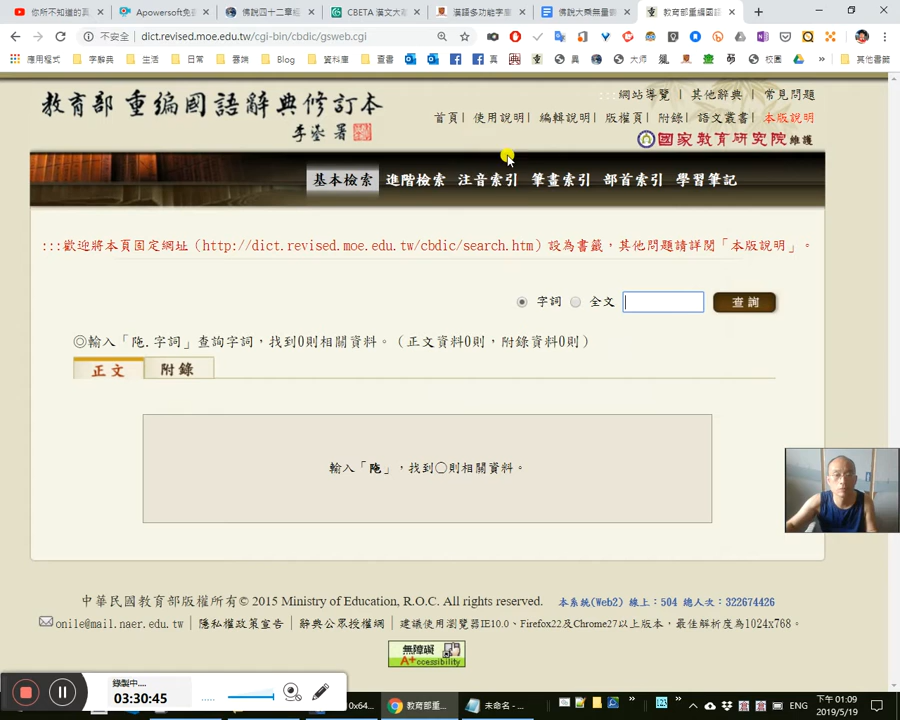 你所不知道的真
Apowersoft免
佛說四十二章經
CBETA 漢文大
漢語多功能字庫
佛說大乘無量
教育部重編國
不安全
dict.revised.moe.edu.tw/cgi-bin/cbdic/gsweb.cgi
應用程式
字辭典
生活
日常
雲端
Blog
資料庫
查書
真
異
大師
校園
»
其他書籤
教育部 重編國語辭典修訂本
李鍌 署
:::網站導覽 | 其他辭典 | 常見問題
首頁| 使用說明| 編輯說明| 版權頁| 附錄| 語文叢書| 本版說明
國家教育研究院 維護
基本檢索 進階檢索 注音索引 筆畫索引 部首索引 學習筆記
:::歡迎將本頁固定網址（http://dict.revised.moe.edu.tw/cbdic/search.htm）設為書籤，其他問題請詳閱「本版說明」。
字詞 全文 查詢
◎輸入「陁.字詞」查詢字詞，找到0則相關資料。（正文資料0則，附錄資料0則）
正文 附錄
輸入「陁」，找到○則相關資料。
中華民國教育部版權所有© 2015 Ministry of Education, R.O.C. All rights reserved. 本系統(Web2) 線上：504 總人次：322674426
onile@mail.naer.edu.tw | 隱私權政策宣告 | 辭典公眾授權網 | 建議使用瀏覽器IE10.0、Firefox22及Chrome27以上版本，最佳解析度為1024x768。
無障礙
A+ccessibility
錄製中....
03:30:45
0x64...
教育部重...
未命名 -...
下午 01:09
2019/5/19